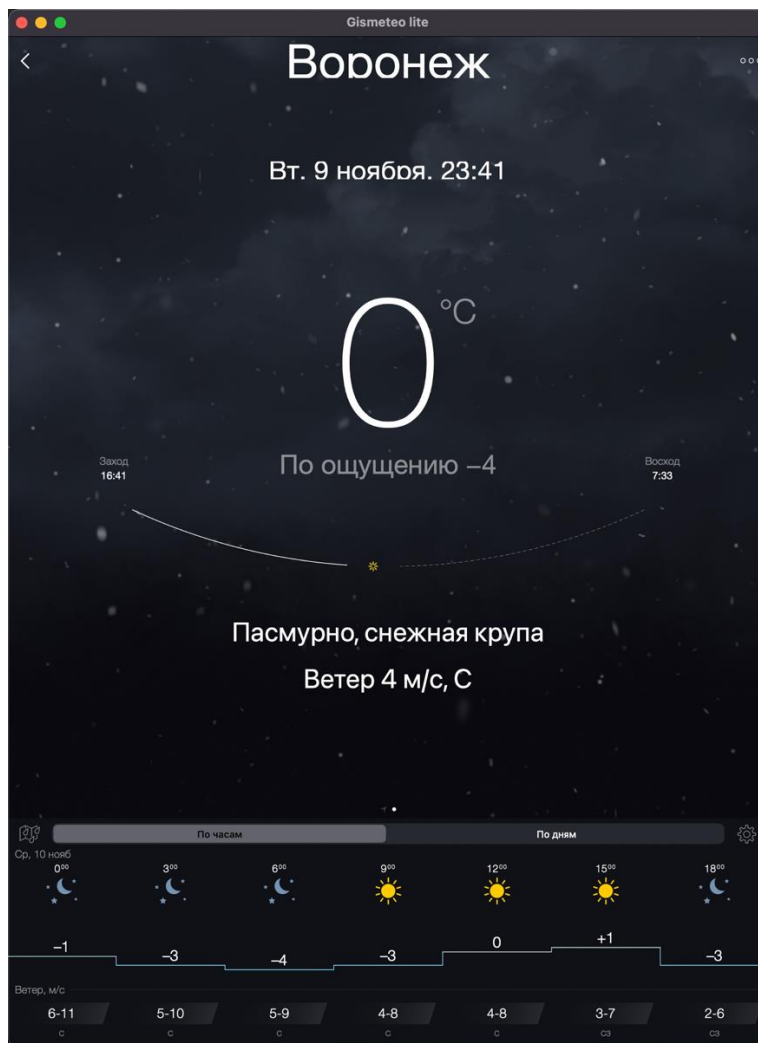 Gismeteo lite
Воронеж
Вт. 9 ноября. 23:41
0 °C
По ощущению −4
Заход
16:41
Восход
7:33
Пасмурно, снежная крупа
Ветер 4 м/с, С
По часам По дням
Ср, 10 нояб
0⁰⁰ 3⁰⁰ 6⁰⁰ 9⁰⁰ 12⁰⁰ 15⁰⁰ 18⁰⁰
−1 −3 −4 −3 0 +1 −3
Ветер, м/с
6-11 5-10 5-9 4-8 4-8 3-7 2-6
С С С С С СЗ СЗ